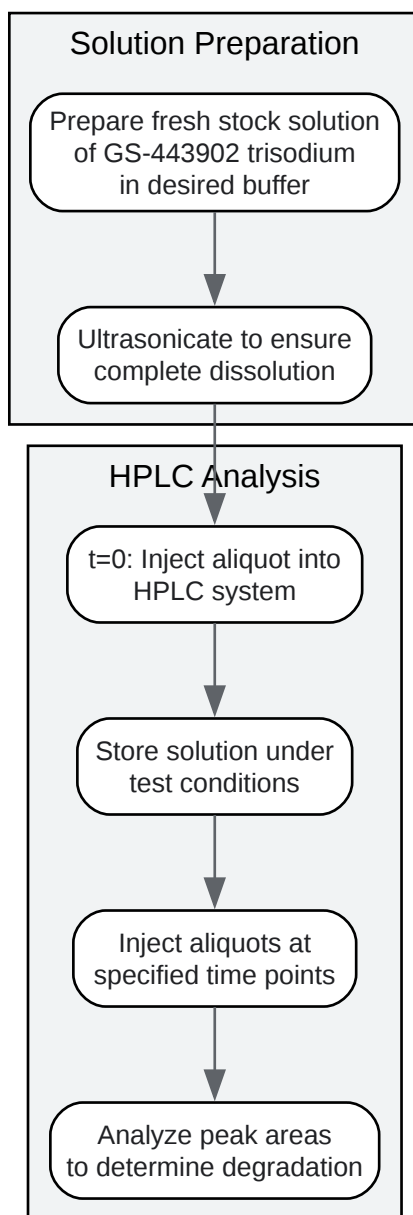 Solution Preparation
Prepare fresh stock solution
of GS-443902 trisodium
in desired buffer
Ultrasonicate to ensure
complete dissolution
HPLC Analysis
t=0: Inject aliquot into
HPLC system
Store solution under
test conditions
Inject aliquots at
specified time points
Analyze peak areas
to determine degradation